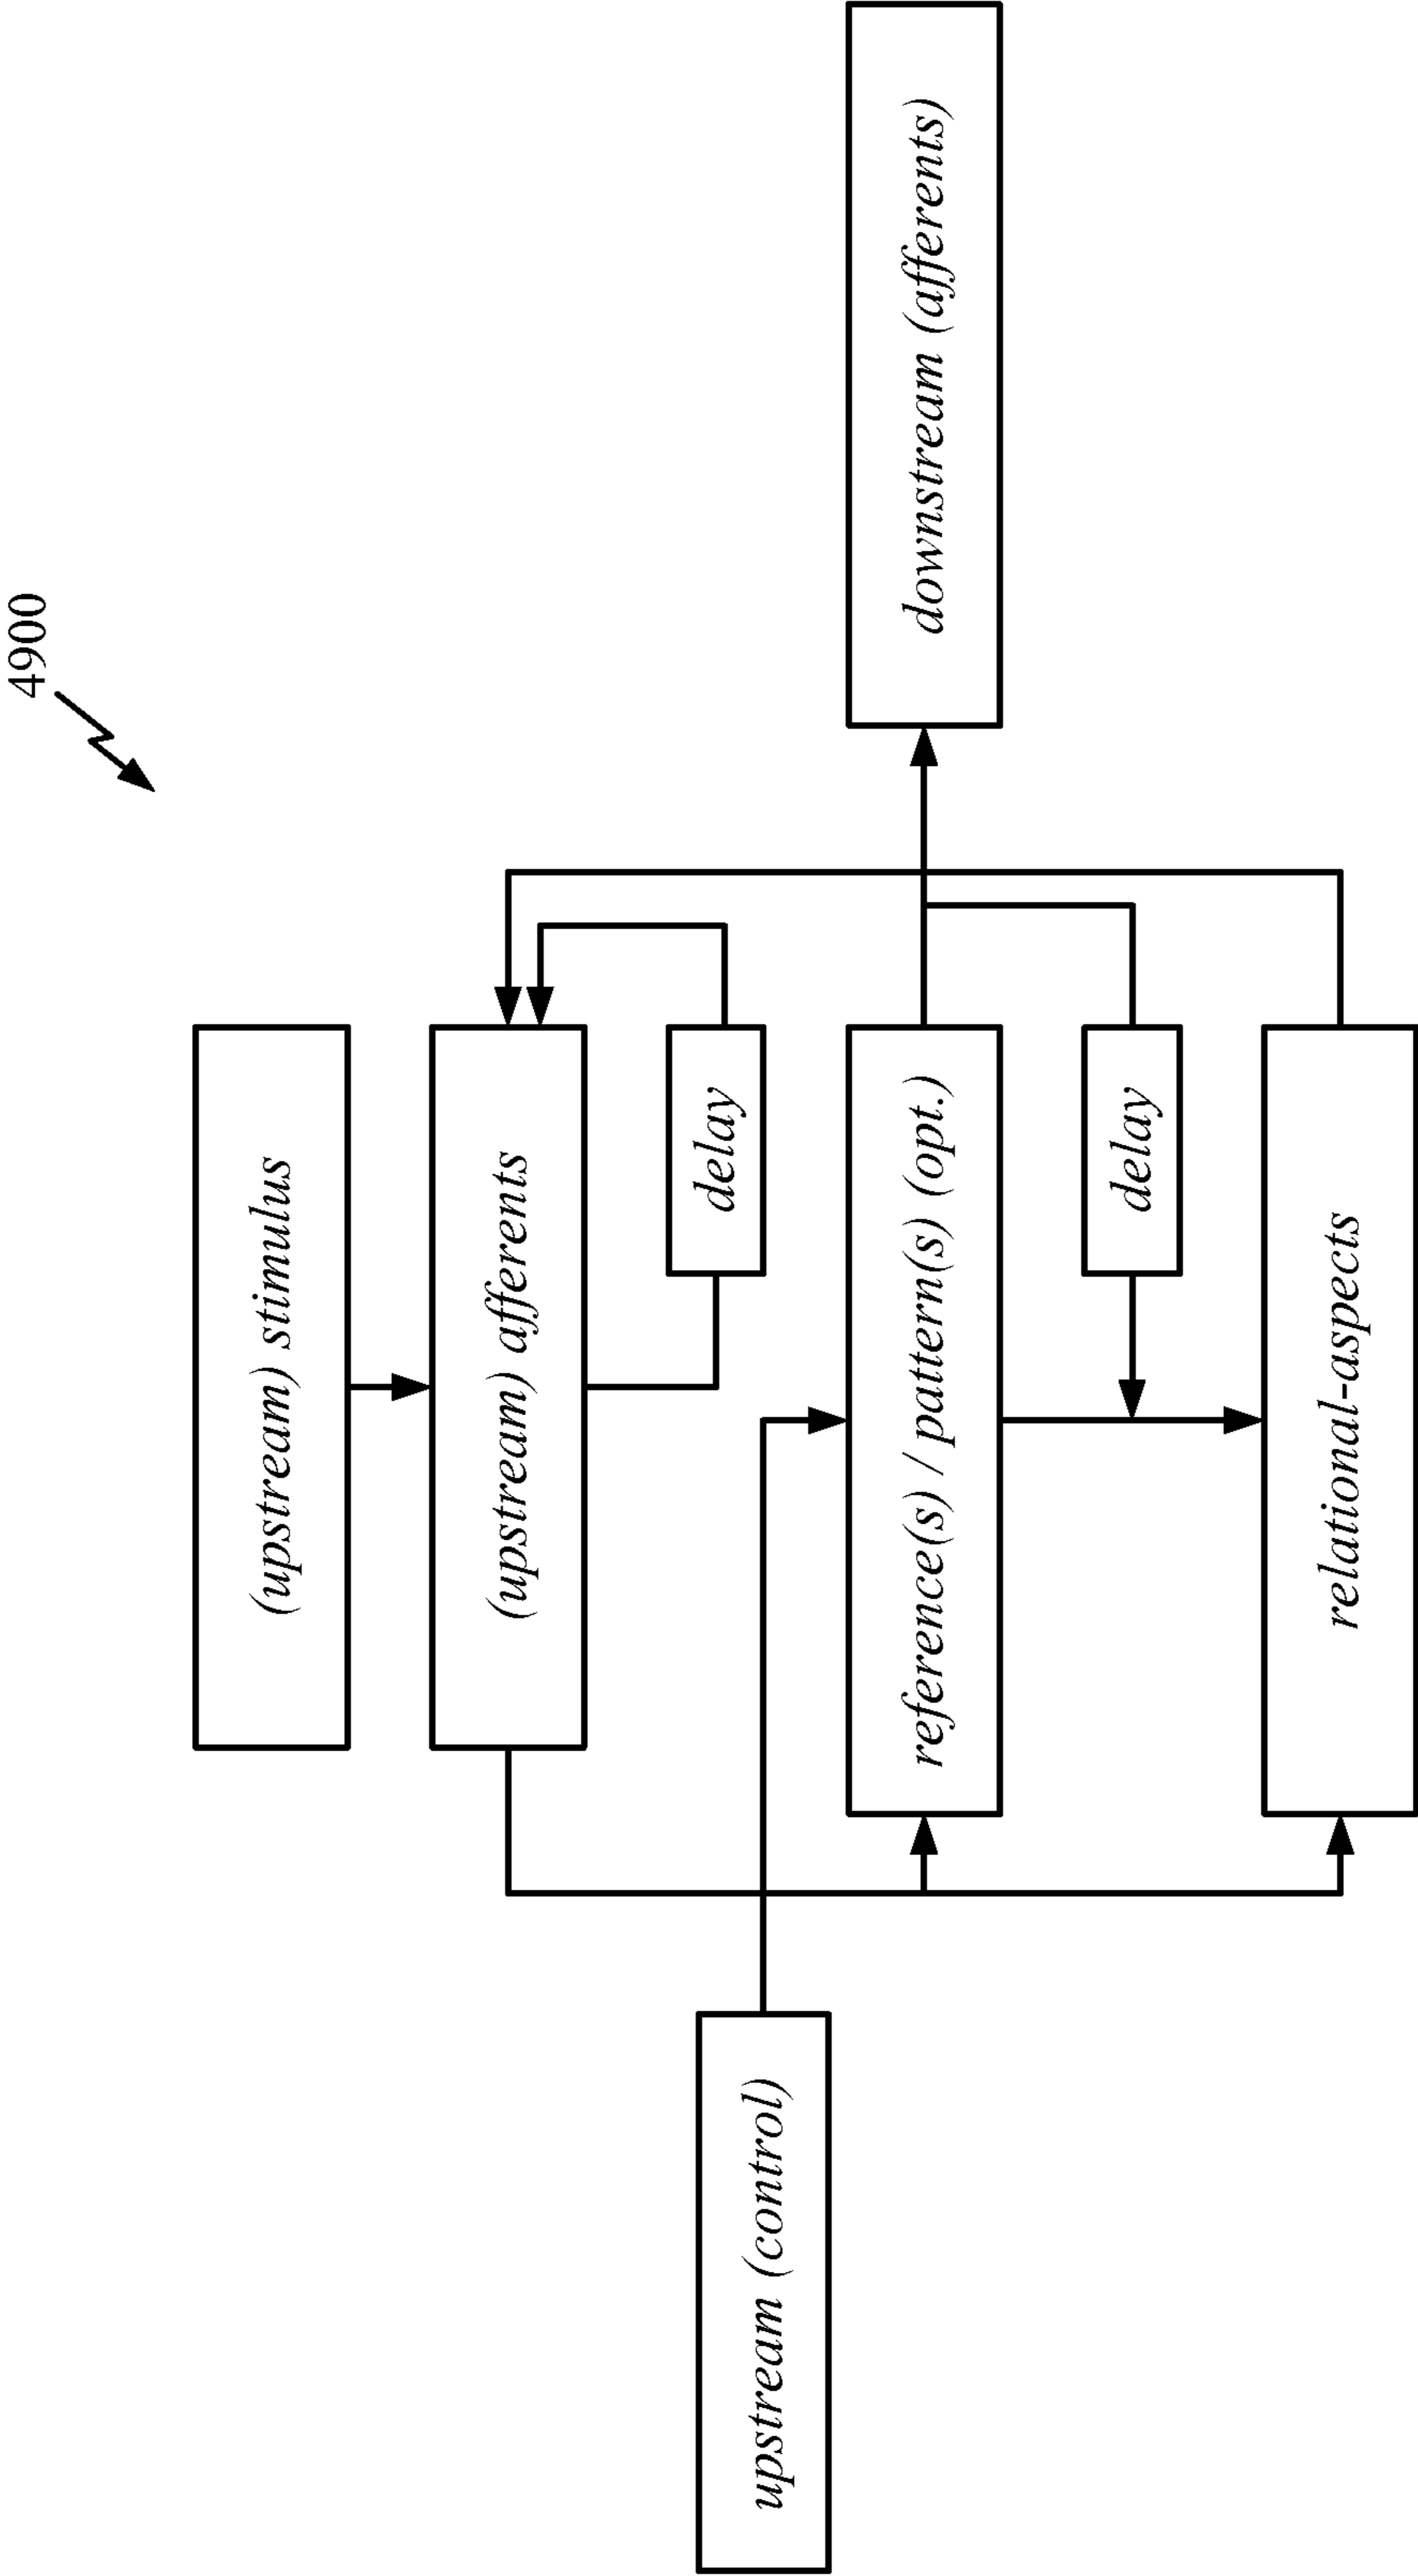 4900
(upstream) stimulus
(upstream) afferents
delay
upstream (control)
reference(s) / pattern(s) (opt.)
downstream (afferents)
delay
relational-aspects